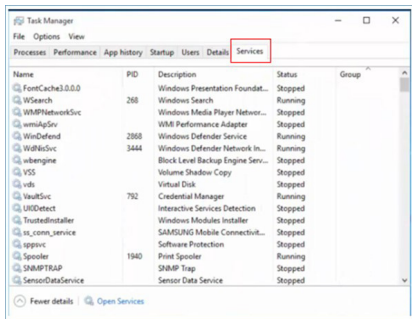 Task Manager
File Options View
Processes Performance App history Startup Users Details Services
Name PID Description Status Group
FontCache3.0.0.0 Windows Presentation Foundat... Stopped
WSearch 268 Windows Search Running
WMPNetworkSvc Windows Media Player Networ... Stopped
wmiApSrv WMI Performance Adapter Stopped
WinDefend 2868 Windows Defender Service Running
WdNisSvc 3444 Windows Defender Network In... Running
wbengine Block Level Backup Engine Serv... Stopped
VSS Volume Shadow Copy Stopped
vds Virtual Disk Stopped
VaultSvc 792 Credential Manager Running
UI0Detect Interactive Services Detection Stopped
TrustedInstaller Windows Modules Installer Stopped
ss_conn_service SAMSUNG Mobile Connectivit... Stopped
sppsvc Software Protection Stopped
Spooler 1940 Print Spooler Running
SNMPTRAP SNMP Trap Stopped
SensorDataService Sensor Data Service Stopped
Fewer details Open Services